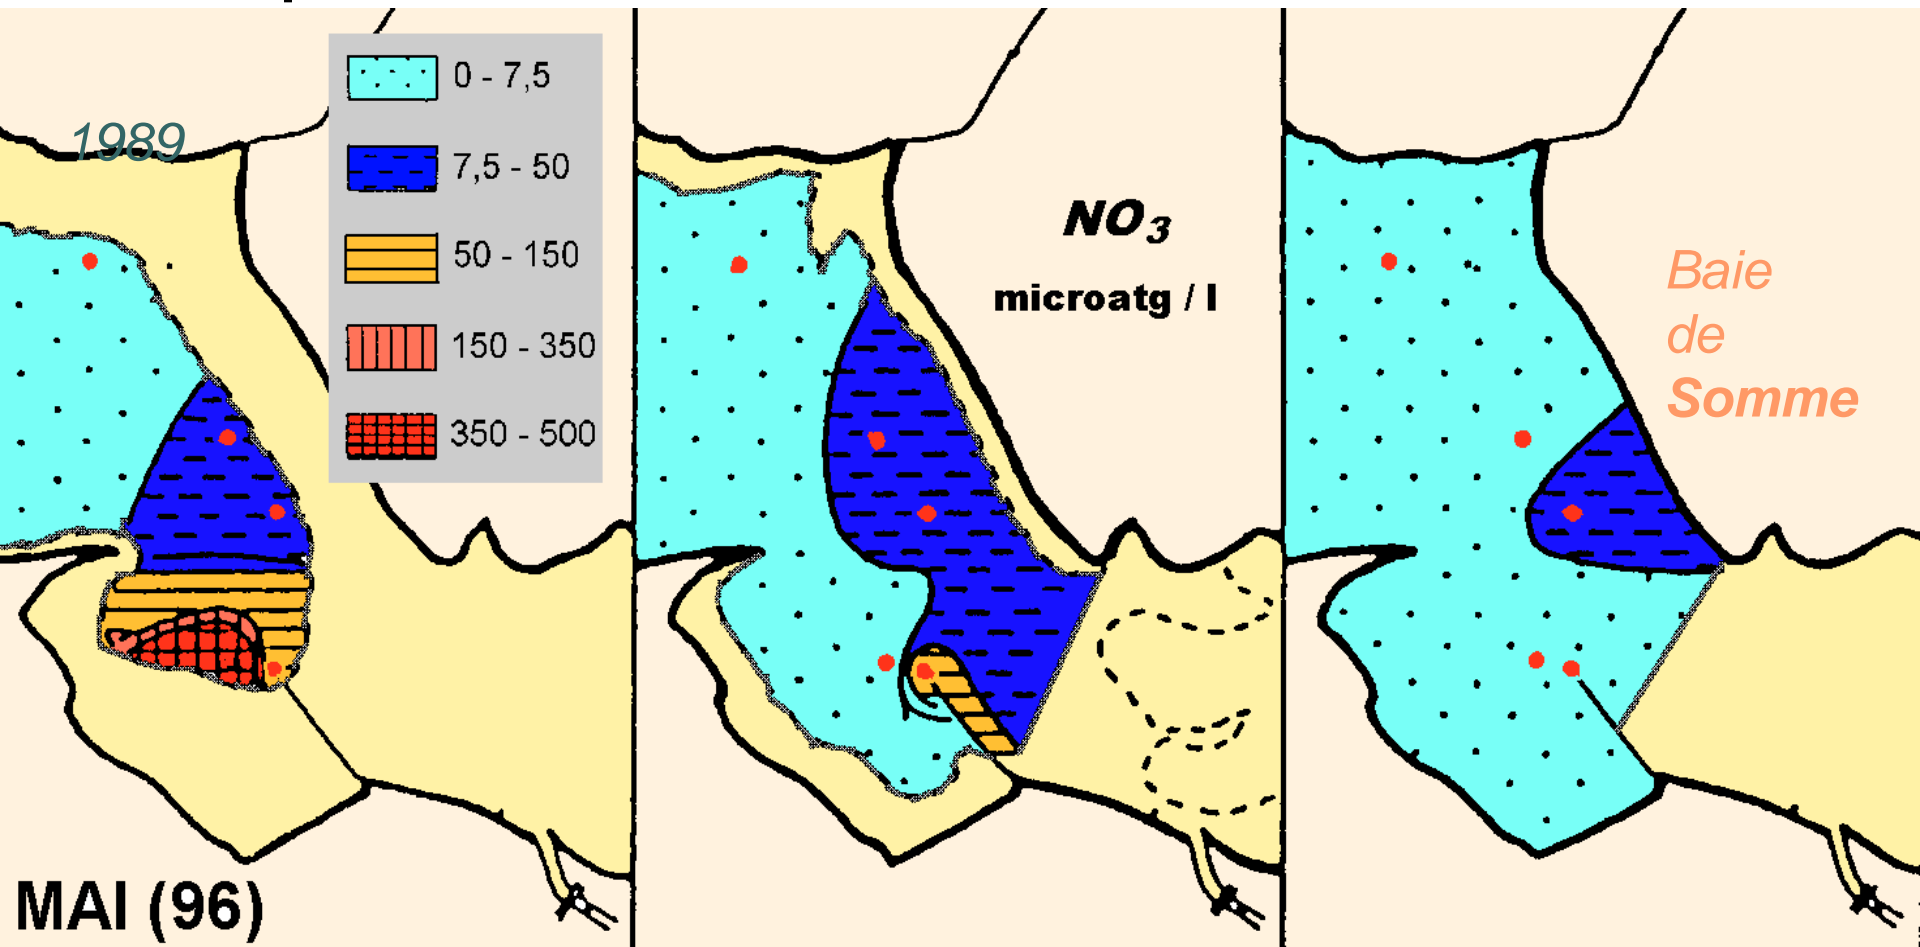 1989
0 - 7,5
7,5 - 50
50 - 150
150 - 350
350 - 500
MAI (96)
NO3
microatg / l
Baie
de
Somme